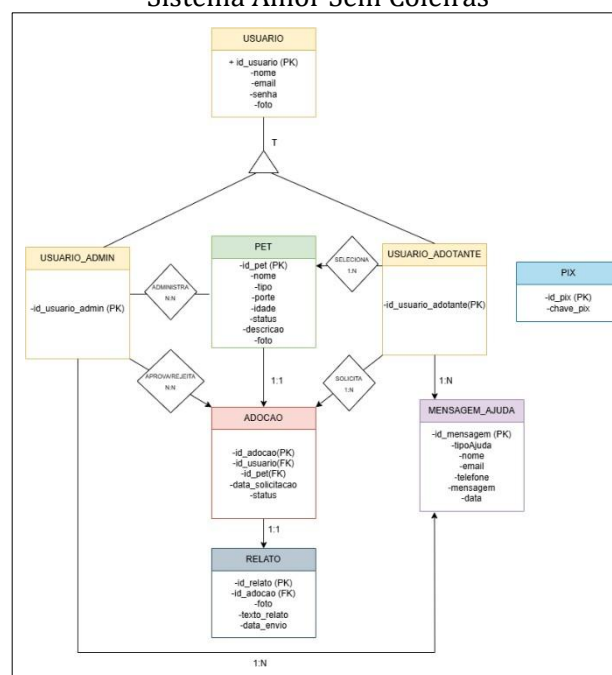 Sistema Amor Sem Coleiras
USUARIO
+ id_usuario (PK)
-nome
-email
-senha
-foto
T
USUARIO_ADMIN
-id_usuario_admin (PK)
ADMINISTRA
N:N
PET
-id_pet (PK)
-nome
-tipo
-porte
-idade
-status
-descricao
-foto
SELECIONA
1:N
USUARIO_ADOTANTE
-id_usuario_adotante(PK)
PIX
-id_pix (PK)
-chave_pix
APROVA/REJEITA
N:N
1:1
SOLICITA
1:N
1:N
ADOCAO
-id_adocao(PK)
-id_usuario(FK)
-id_pet(FK)
-data_solicitacao
-status
MENSAGEM_AJUDA
-id_mensagem (PK)
-tipoAjuda
-nome
-email
-telefone
-mensagem
-data
1:1
RELATO
-id_relato (PK)
-id_adocao (FK)
-foto
-texto_relato
-data_envio
1:N